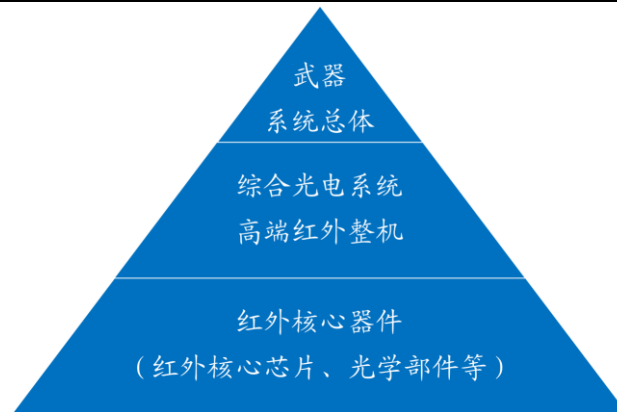 武器
系统总体
综合光电系统
高端红外整机
红外核心器件
（红外核心芯片、光学部件等）